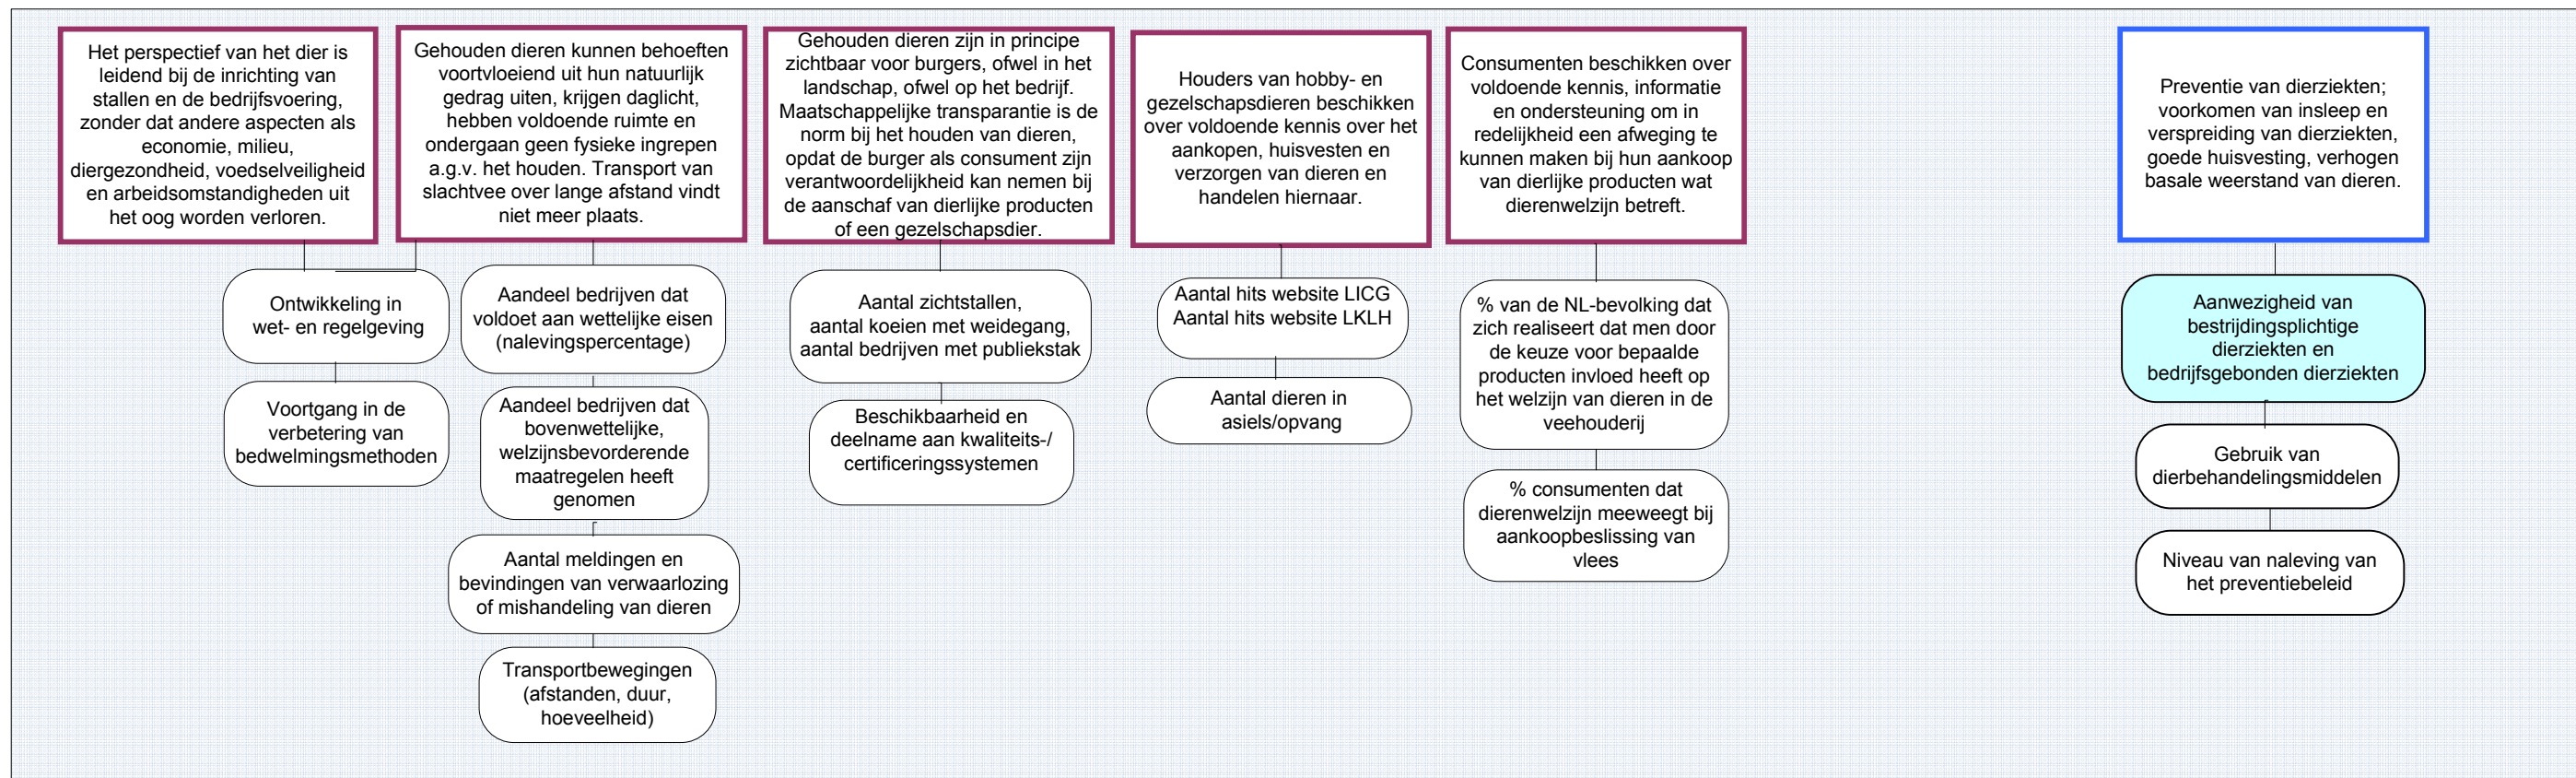 Het perspectief van het dier is
leidend bij de inrichting van
stallen en de bedrijfsvoering,
zonder dat andere aspecten als
economie, milieu,
diergezondheid, voedselveiligheid
en arbeidsomstandigheden uit
het oog worden verloren.
Gehouden dieren kunnen behoeften
voortvloeiend uit hun natuurlijk
gedrag uiten, krijgen daglicht,
hebben voldoende ruimte en
ondergaan geen fysieke ingrepen
a.g.v. het houden. Transport van
slachtvee over lange afstand vindt
niet meer plaats.
Gehouden dieren zijn in principe
zichtbaar voor burgers, ofwel in het
landschap, ofwel op het bedrijf.
Maatschappelijke transparantie is de
norm bij het houden van dieren,
opdat de burger als consument zijn
verantwoordelijkheid kan nemen bij
de aanschaf van dierlijke producten
of een gezelschapsdier.
Houders van hobby- en
gezelschapsdieren beschikken
over voldoende kennis over het
aankopen, huisvesten en
verzorgen van dieren en
handelen hiernaar.
Consumenten beschikken over
voldoende kennis, informatie
en ondersteuning om in
redelijkheid een afweging te
kunnen maken bij hun aankoop
van dierlijke producten wat
dierenwelzijn betreft.
Preventie van dierziekten;
voorkomen van insleep en
verspreiding van dierziekten,
goede huisvesting, verhogen
basale weerstand van dieren.
Ontwikkeling in
wet- en regelgeving
Voortgang in de
verbetering van
bedwelmingsmethoden
Aandeel bedrijven dat
voldoet aan wettelijke eisen
(nalevingspercentage)
Aandeel bedrijven dat
bovenwettelijke,
welzijnsbevorderende
maatregelen heeft
genomen
Aantal meldingen en
bevindingen van verwaarlozing
of mishandeling van dieren
Transportbewegingen
(afstanden, duur,
hoeveelheid)
Aantal zichtstallen,
aantal koeien met weidegang,
aantal bedrijven met publiekstak
Beschikbaarheid en
deelname aan kwaliteits-/
certificeringssystemen
Aantal hits website LICG
Aantal hits website LKLH
Aantal dieren in
asiels/opvang
% van de NL-bevolking dat
zich realiseert dat men door
de keuze voor bepaalde
producten invloed heeft op
het welzijn van dieren in de
veehouderij
% consumenten dat
dierenwelzijn meeweegt bij
aankoopbeslissing van
vlees
Aanwezigheid van
bestrijdingsplichtige
dierziekten en
bedrijfsgebonden dierziekten
Gebruik van
dierbehandelingsmiddelen
Niveau van naleving van
het preventiebeleid